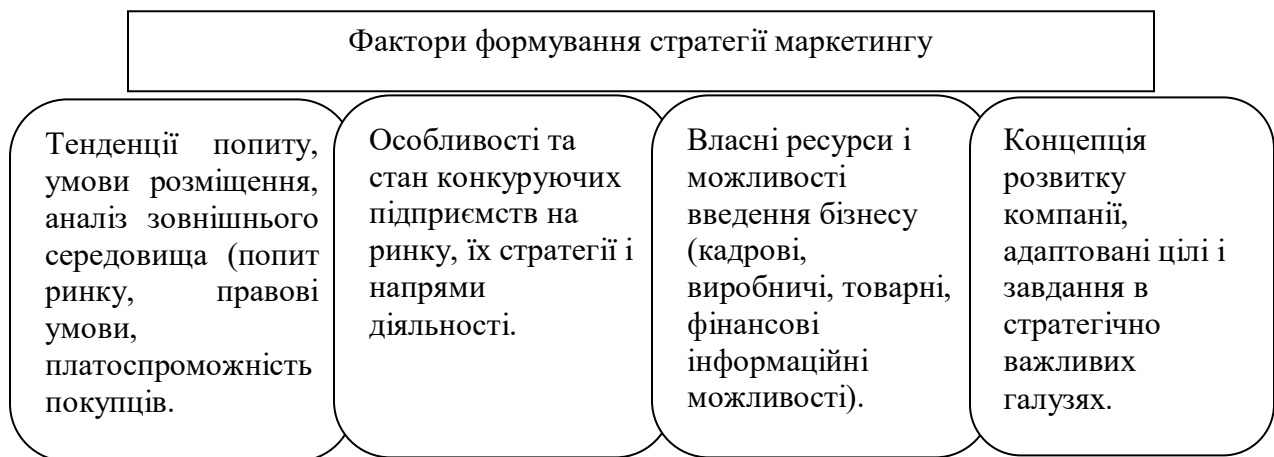 Фактори формування стратегії маркетингу
Тенденції попиту,
умови розміщення,
аналіз зовнішнього
середовища (попит
ринку, правові
умови,
платоспроможність
покупців.
Особливості та
стан конкуруючих
підприємств на
ринку, їх стратегії і
напрями
діяльності.
Власні ресурси і
можливості
введення бізнесу
(кадрові,
виробничі, товарні,
фінансові
інформаційні
можливості).
Концепція
розвитку
компанії,
адаптовані цілі і
завдання в
стратегічно
важливих
галузях.